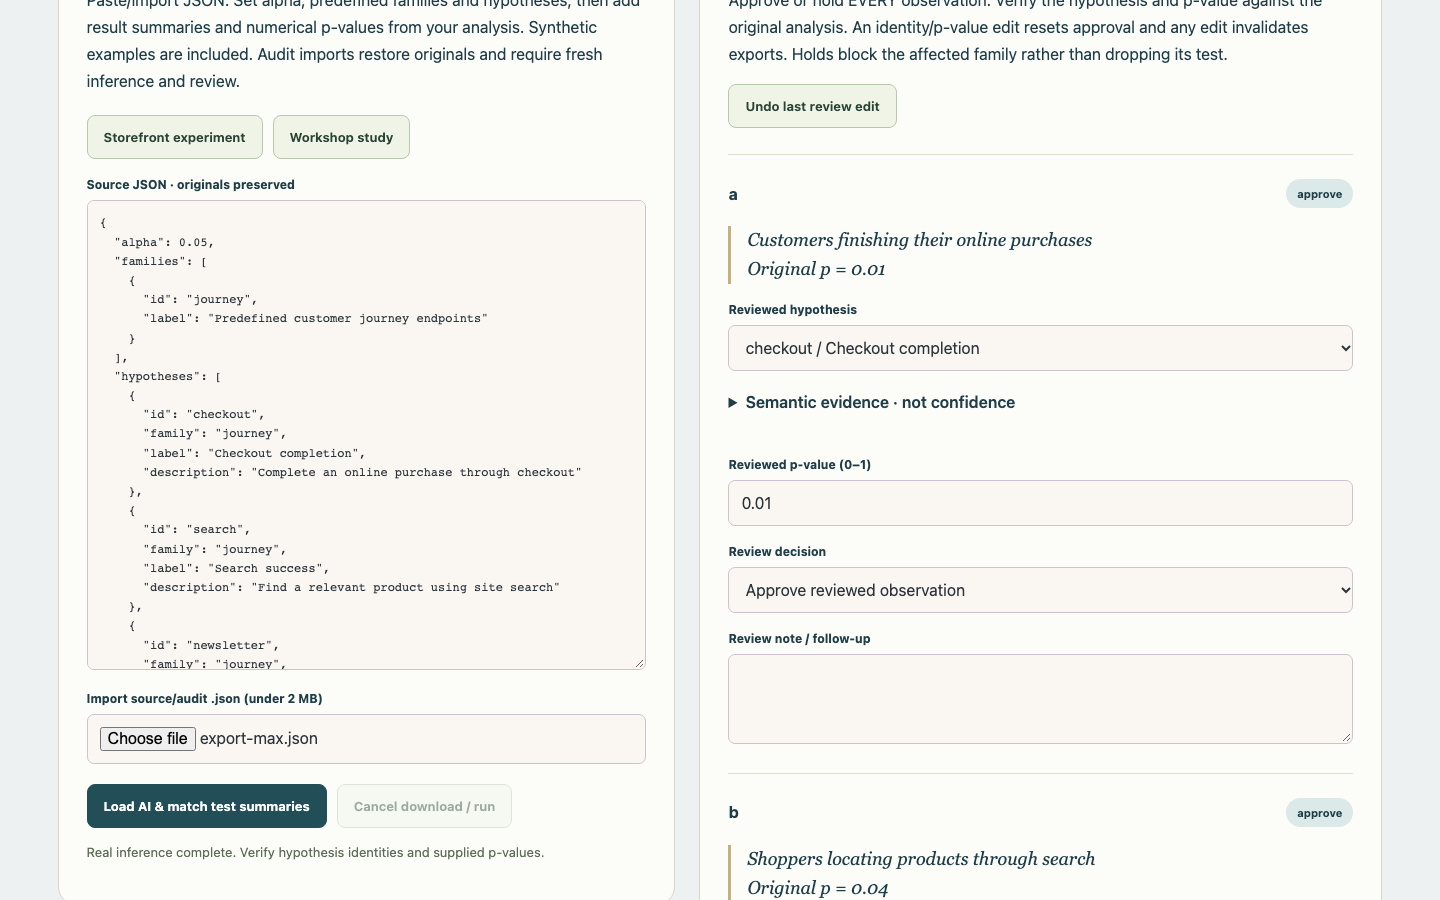 Paste/import JSON. Set alpha, predefined families and hypotheses, then add
result summaries and numerical p-values from your analysis. Synthetic
examples are included. Audit imports restore originals and require fresh
inference and review.
Storefront experiment
Workshop study
Source JSON · originals preserved
{
"alpha": 0.05,
"families": [
{
"id": "journey",
"label": "Predefined customer journey endpoints"
}
],
"hypotheses": [
{
"id": "checkout",
"family": "journey",
"label": "Checkout completion",
"description": "Complete an online purchase through checkout"
},
{
"id": "search",
"family": "journey",
"label": "Search success",
"description": "Find a relevant product using site search"
},
{
"id": "newsletter",
"family": "journey",
Import source/audit .json (under 2 MB)
Choose file export-max.json
Load AI & match test summaries
Cancel download / run
Real inference complete. Verify hypothesis identities and supplied p-values.
Approve or hold EVERY observation. Verify the hypothesis and p-value against the
original analysis. An identity/p-value edit resets approval and any edit invalidates
exports. Holds block the affected family rather than dropping its test.
Undo last review edit
a
approve
Customers finishing their online purchases
Original p = 0.01
Reviewed hypothesis
checkout / Checkout completion
Semantic evidence · not confidence
Reviewed p-value (0–1)
0.01
Review decision
Approve reviewed observation
Review note / follow-up
b
approve
Shoppers locating products through search
Original p = 0.04